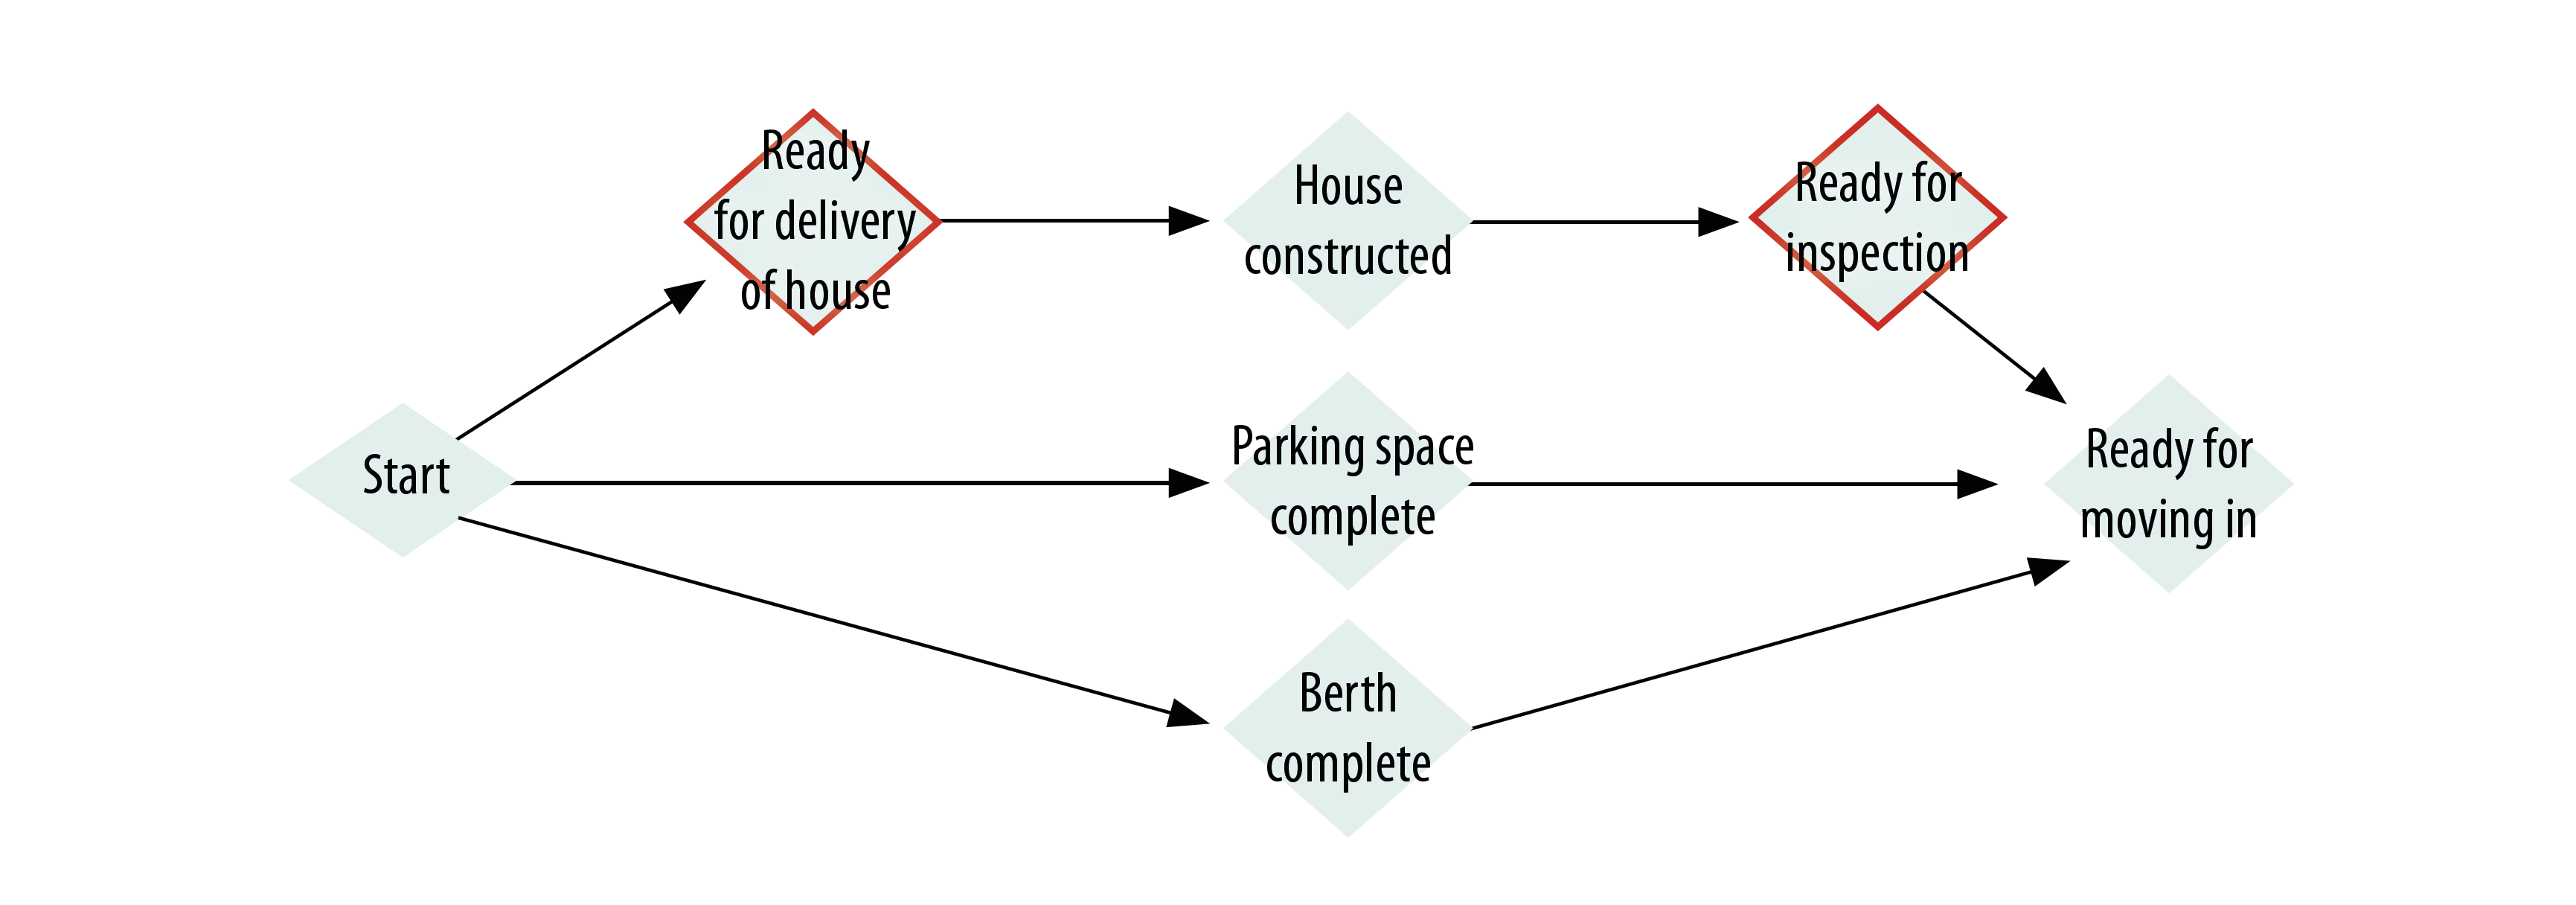 Ready
for delivery
of house
House
constructed
Ready for
inspection
Start
Parking space
complete
Ready for
moving in
Berth
complete